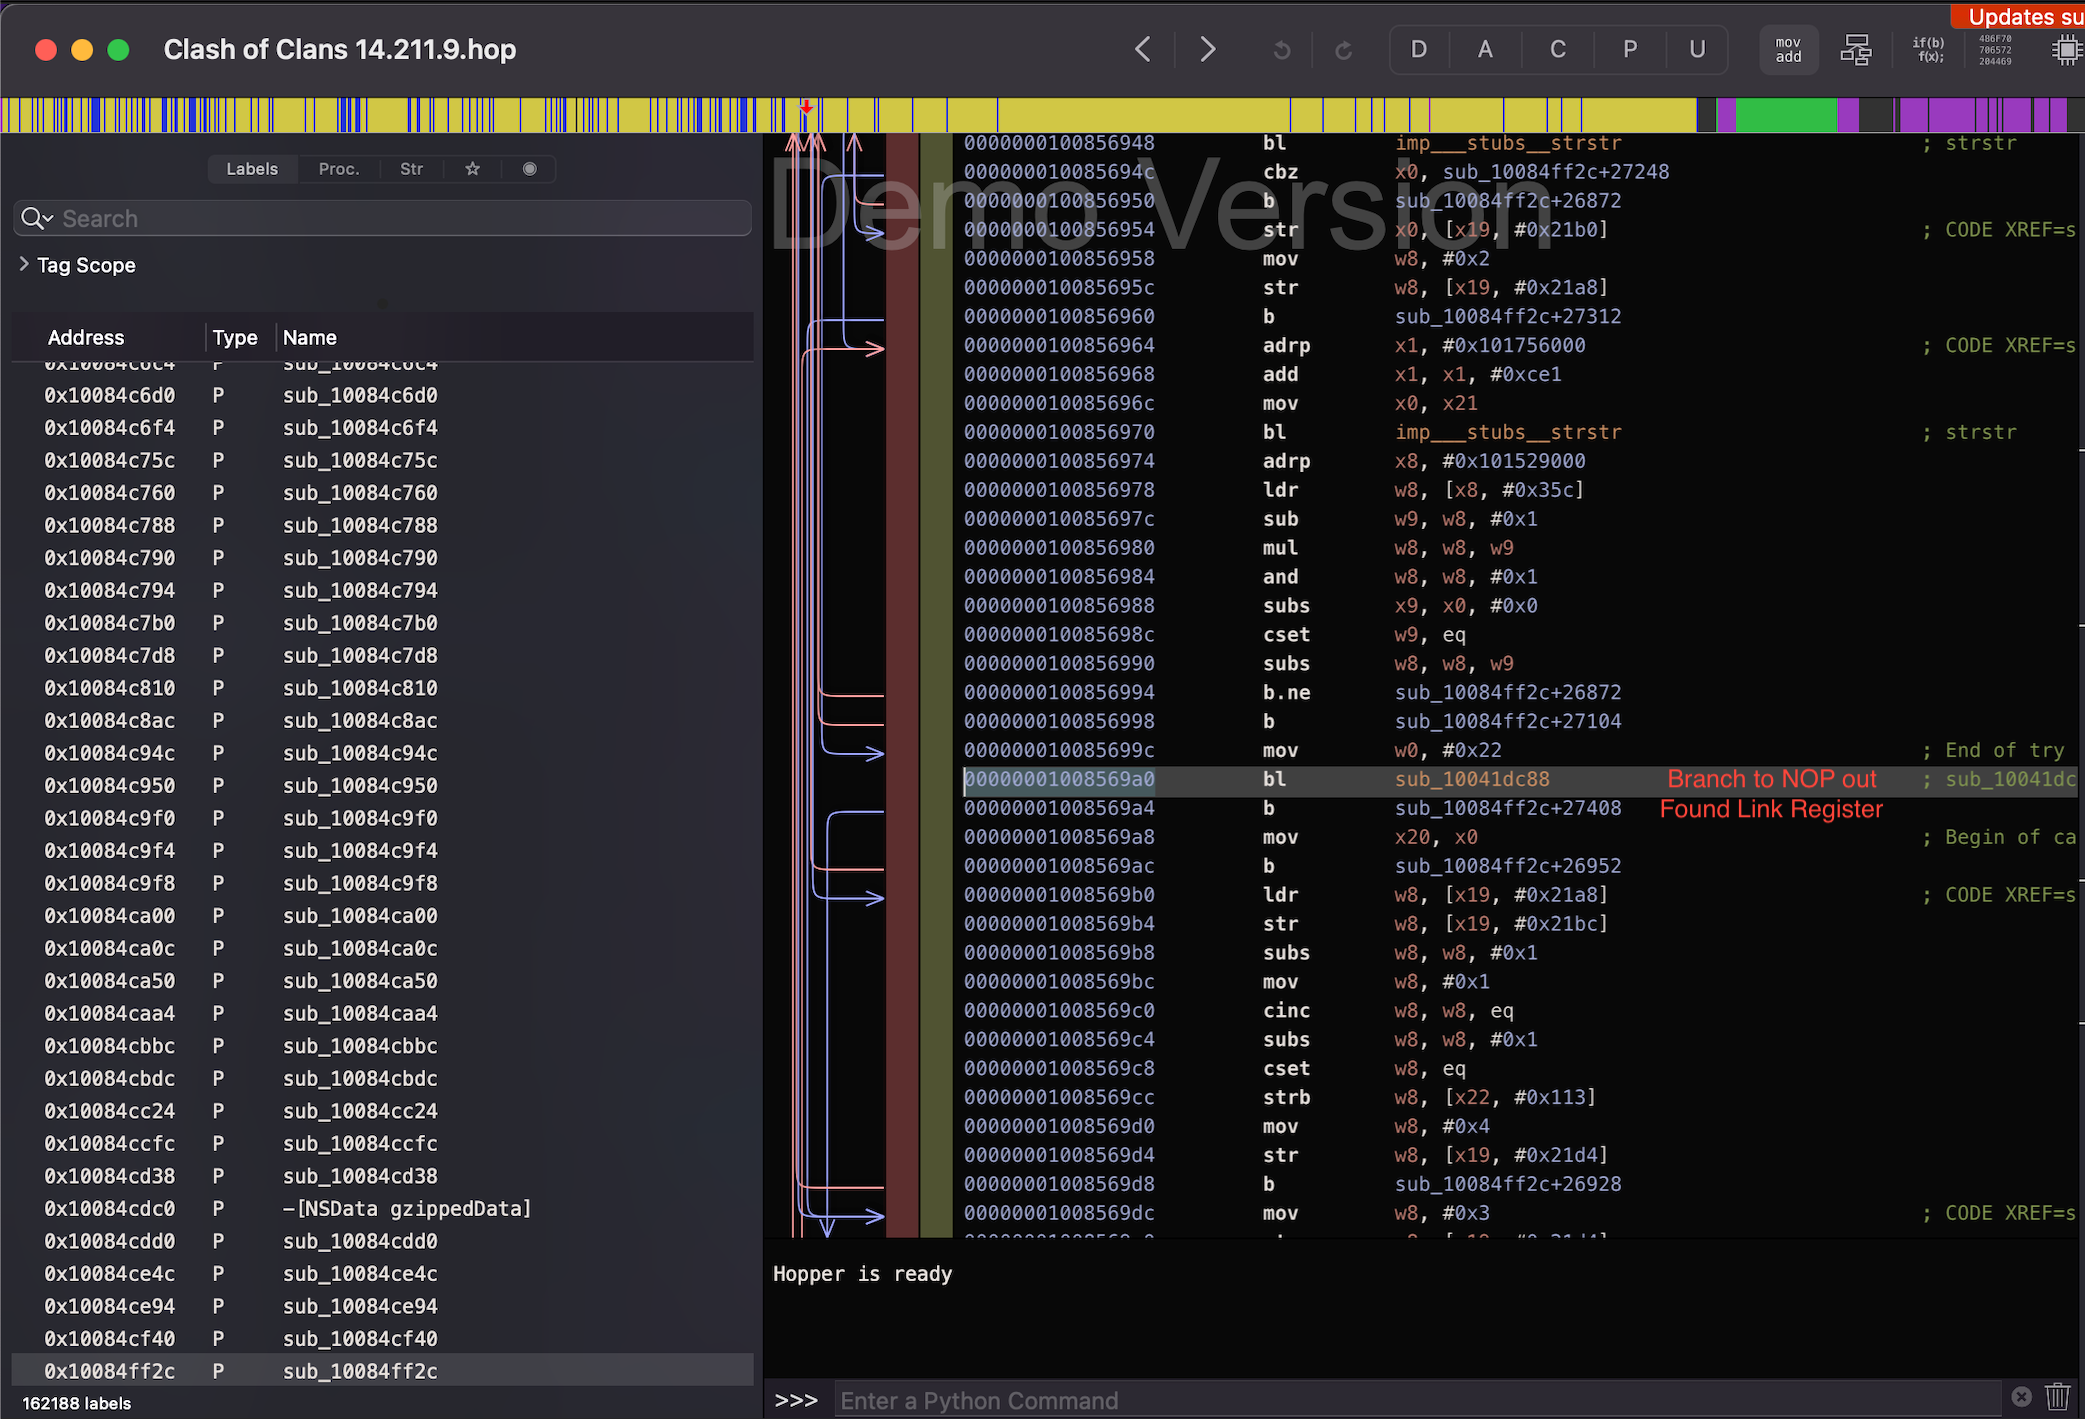 Updates su
Clash of Clans 14.211.9.hop
D A C P U
mov add
if(b) f(x);
486F70 706572 204469
Labels Proc. Str
Search
Tag Scope
Address Type Name
0x10084c6c4 P sub_10084c6c4
0x10084c6d0 P sub_10084c6d0
0x10084c6f4 P sub_10084c6f4
0x10084c75c P sub_10084c75c
0x10084c760 P sub_10084c760
0x10084c788 P sub_10084c788
0x10084c790 P sub_10084c790
0x10084c794 P sub_10084c794
0x10084c7b0 P sub_10084c7b0
0x10084c7d8 P sub_10084c7d8
0x10084c810 P sub_10084c810
0x10084c8ac P sub_10084c8ac
0x10084c94c P sub_10084c94c
0x10084c950 P sub_10084c950
0x10084c9f0 P sub_10084c9f0
0x10084c9f4 P sub_10084c9f4
0x10084c9f8 P sub_10084c9f8
0x10084ca00 P sub_10084ca00
0x10084ca0c P sub_10084ca0c
0x10084ca50 P sub_10084ca50
0x10084caa4 P sub_10084caa4
0x10084cbbc P sub_10084cbbc
0x10084cbdc P sub_10084cbdc
0x10084cc24 P sub_10084cc24
0x10084ccfc P sub_10084ccfc
0x10084cd38 P sub_10084cd38
0x10084cdc0 P -[NSData gzippedData]
0x10084cdd0 P sub_10084cdd0
0x10084ce4c P sub_10084ce4c
0x10084ce94 P sub_10084ce94
0x10084cf40 P sub_10084cf40
0x10084ff2c P sub_10084ff2c
162188 labels
Demo Version
0000000100856948 bl imp___stubs__strstr ; strstr
000000010085694c cbz x0, sub_10084ff2c+27248
0000000100856950 b sub_10084ff2c+26872
0000000100856954 str x0, [x19, #0x21b0] ; CODE XREF=s
0000000100856958 mov w8, #0x2
000000010085695c str w8, [x19, #0x21a8]
0000000100856960 b sub_10084ff2c+27312
0000000100856964 adrp x1, #0x101756000 ; CODE XREF=s
0000000100856968 add x1, x1, #0xce1
000000010085696c mov x0, x21
0000000100856970 bl imp___stubs__strstr ; strstr
0000000100856974 adrp x8, #0x101529000
0000000100856978 ldr w8, [x8, #0x35c]
000000010085697c sub w9, w8, #0x1
0000000100856980 mul w8, w8, w9
0000000100856984 and w8, w8, #0x1
0000000100856988 subs x9, x0, #0x0
000000010085698c cset w9, eq
0000000100856990 subs w8, w8, w9
0000000100856994 b.ne sub_10084ff2c+26872
0000000100856998 b sub_10084ff2c+27104
000000010085699c mov w0, #0x22 ; End of try
00000001008569a0 bl sub_10041dc88 Branch to NOP out ; sub_10041dc
00000001008569a4 b sub_10084ff2c+27408 Found Link Register
00000001008569a8 mov x20, x0 ; Begin of ca
00000001008569ac b sub_10084ff2c+26952
00000001008569b0 ldr w8, [x19, #0x21a8] ; CODE XREF=s
00000001008569b4 str w8, [x19, #0x21bc]
00000001008569b8 subs w8, w8, #0x1
00000001008569bc mov w8, #0x1
00000001008569c0 cinc w8, w8, eq
00000001008569c4 subs w8, w8, #0x1
00000001008569c8 cset w8, eq
00000001008569cc strb w8, [x22, #0x113]
00000001008569d0 mov w8, #0x4
00000001008569d4 str w8, [x19, #0x21d4]
00000001008569d8 b sub_10084ff2c+26928
00000001008569dc mov w8, #0x3 ; CODE XREF=s
Hopper is ready
>>> Enter a Python Command